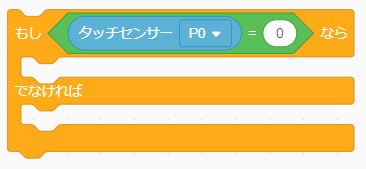 もし タッチセンサー P0 = 0 なら
でなければ